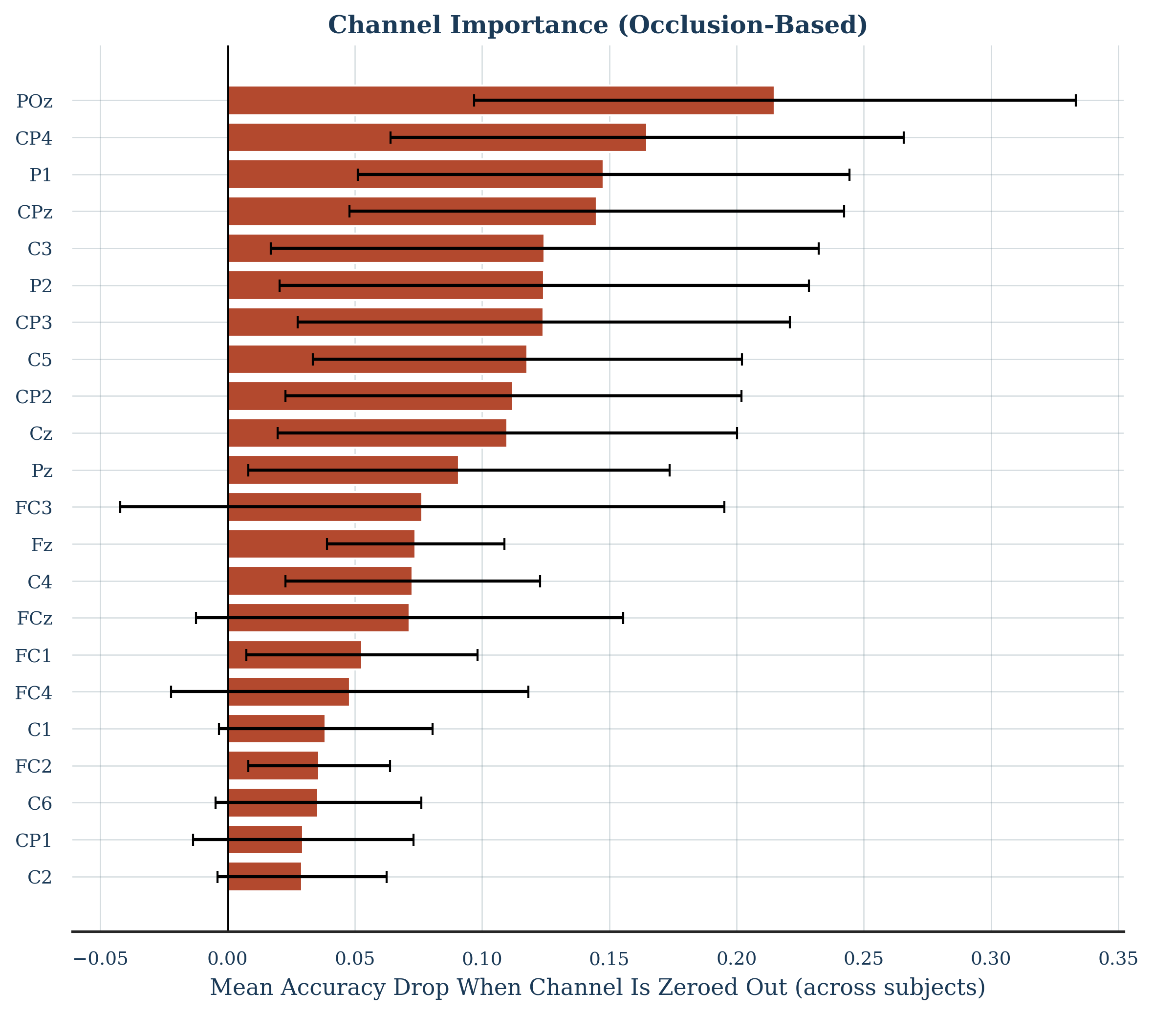 Channel Importance (Occlusion-Based)
POz
CP4
P1
CPz
C3
P2
CP3
C5
CP2
Cz
Pz
FC3
Fz
C4
FCz
FC1
FC4
C1
FC2
C6
CP1
C2
−0.05 0.00 0.05 0.10 0.15 0.20 0.25 0.30 0.35
Mean Accuracy Drop When Channel Is Zeroed Out (across subjects)